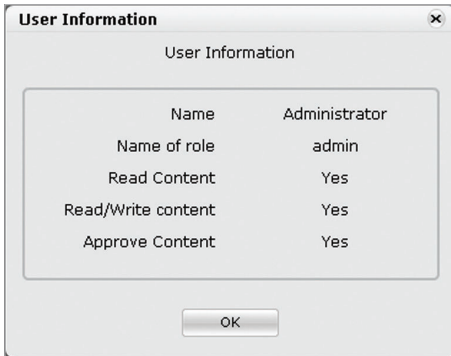 User Information
User Information
Name Administrator
Name of role admin
Read Content Yes
Read/Write content Yes
Approve Content Yes
OK